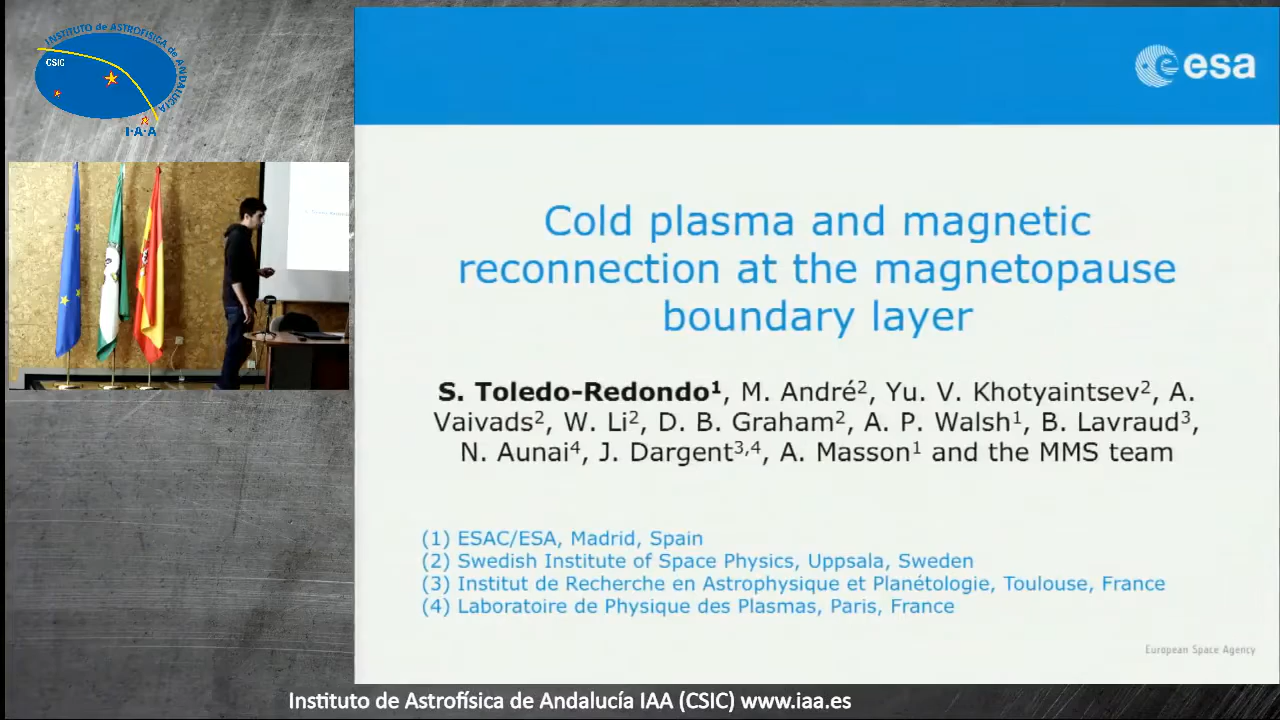 INSTITUTO de ASTROFÍSICA de ANDALUCÍA
CSIC
I·A·A
esa
Cold plasma and magnetic
reconnection at the magnetopause
boundary layer
S. Toledo-Redondo¹, M. André², Yu. V. Khotyaintsev², A.
Vaivads², W. Li², D. B. Graham², A. P. Walsh¹, B. Lavraud³,
N. Aunai⁴, J. Dargent³,⁴, A. Masson¹ and the MMS team
(1) ESAC/ESA, Madrid, Spain
(2) Swedish Institute of Space Physics, Uppsala, Sweden
(3) Institut de Recherche en Astrophysique et Planétologie, Toulouse, France
(4) Laboratoire de Physique des Plasmas, Paris, France
European Space Agency
Instituto de Astrofísica de Andalucía IAA (CSIC) www.iaa.es